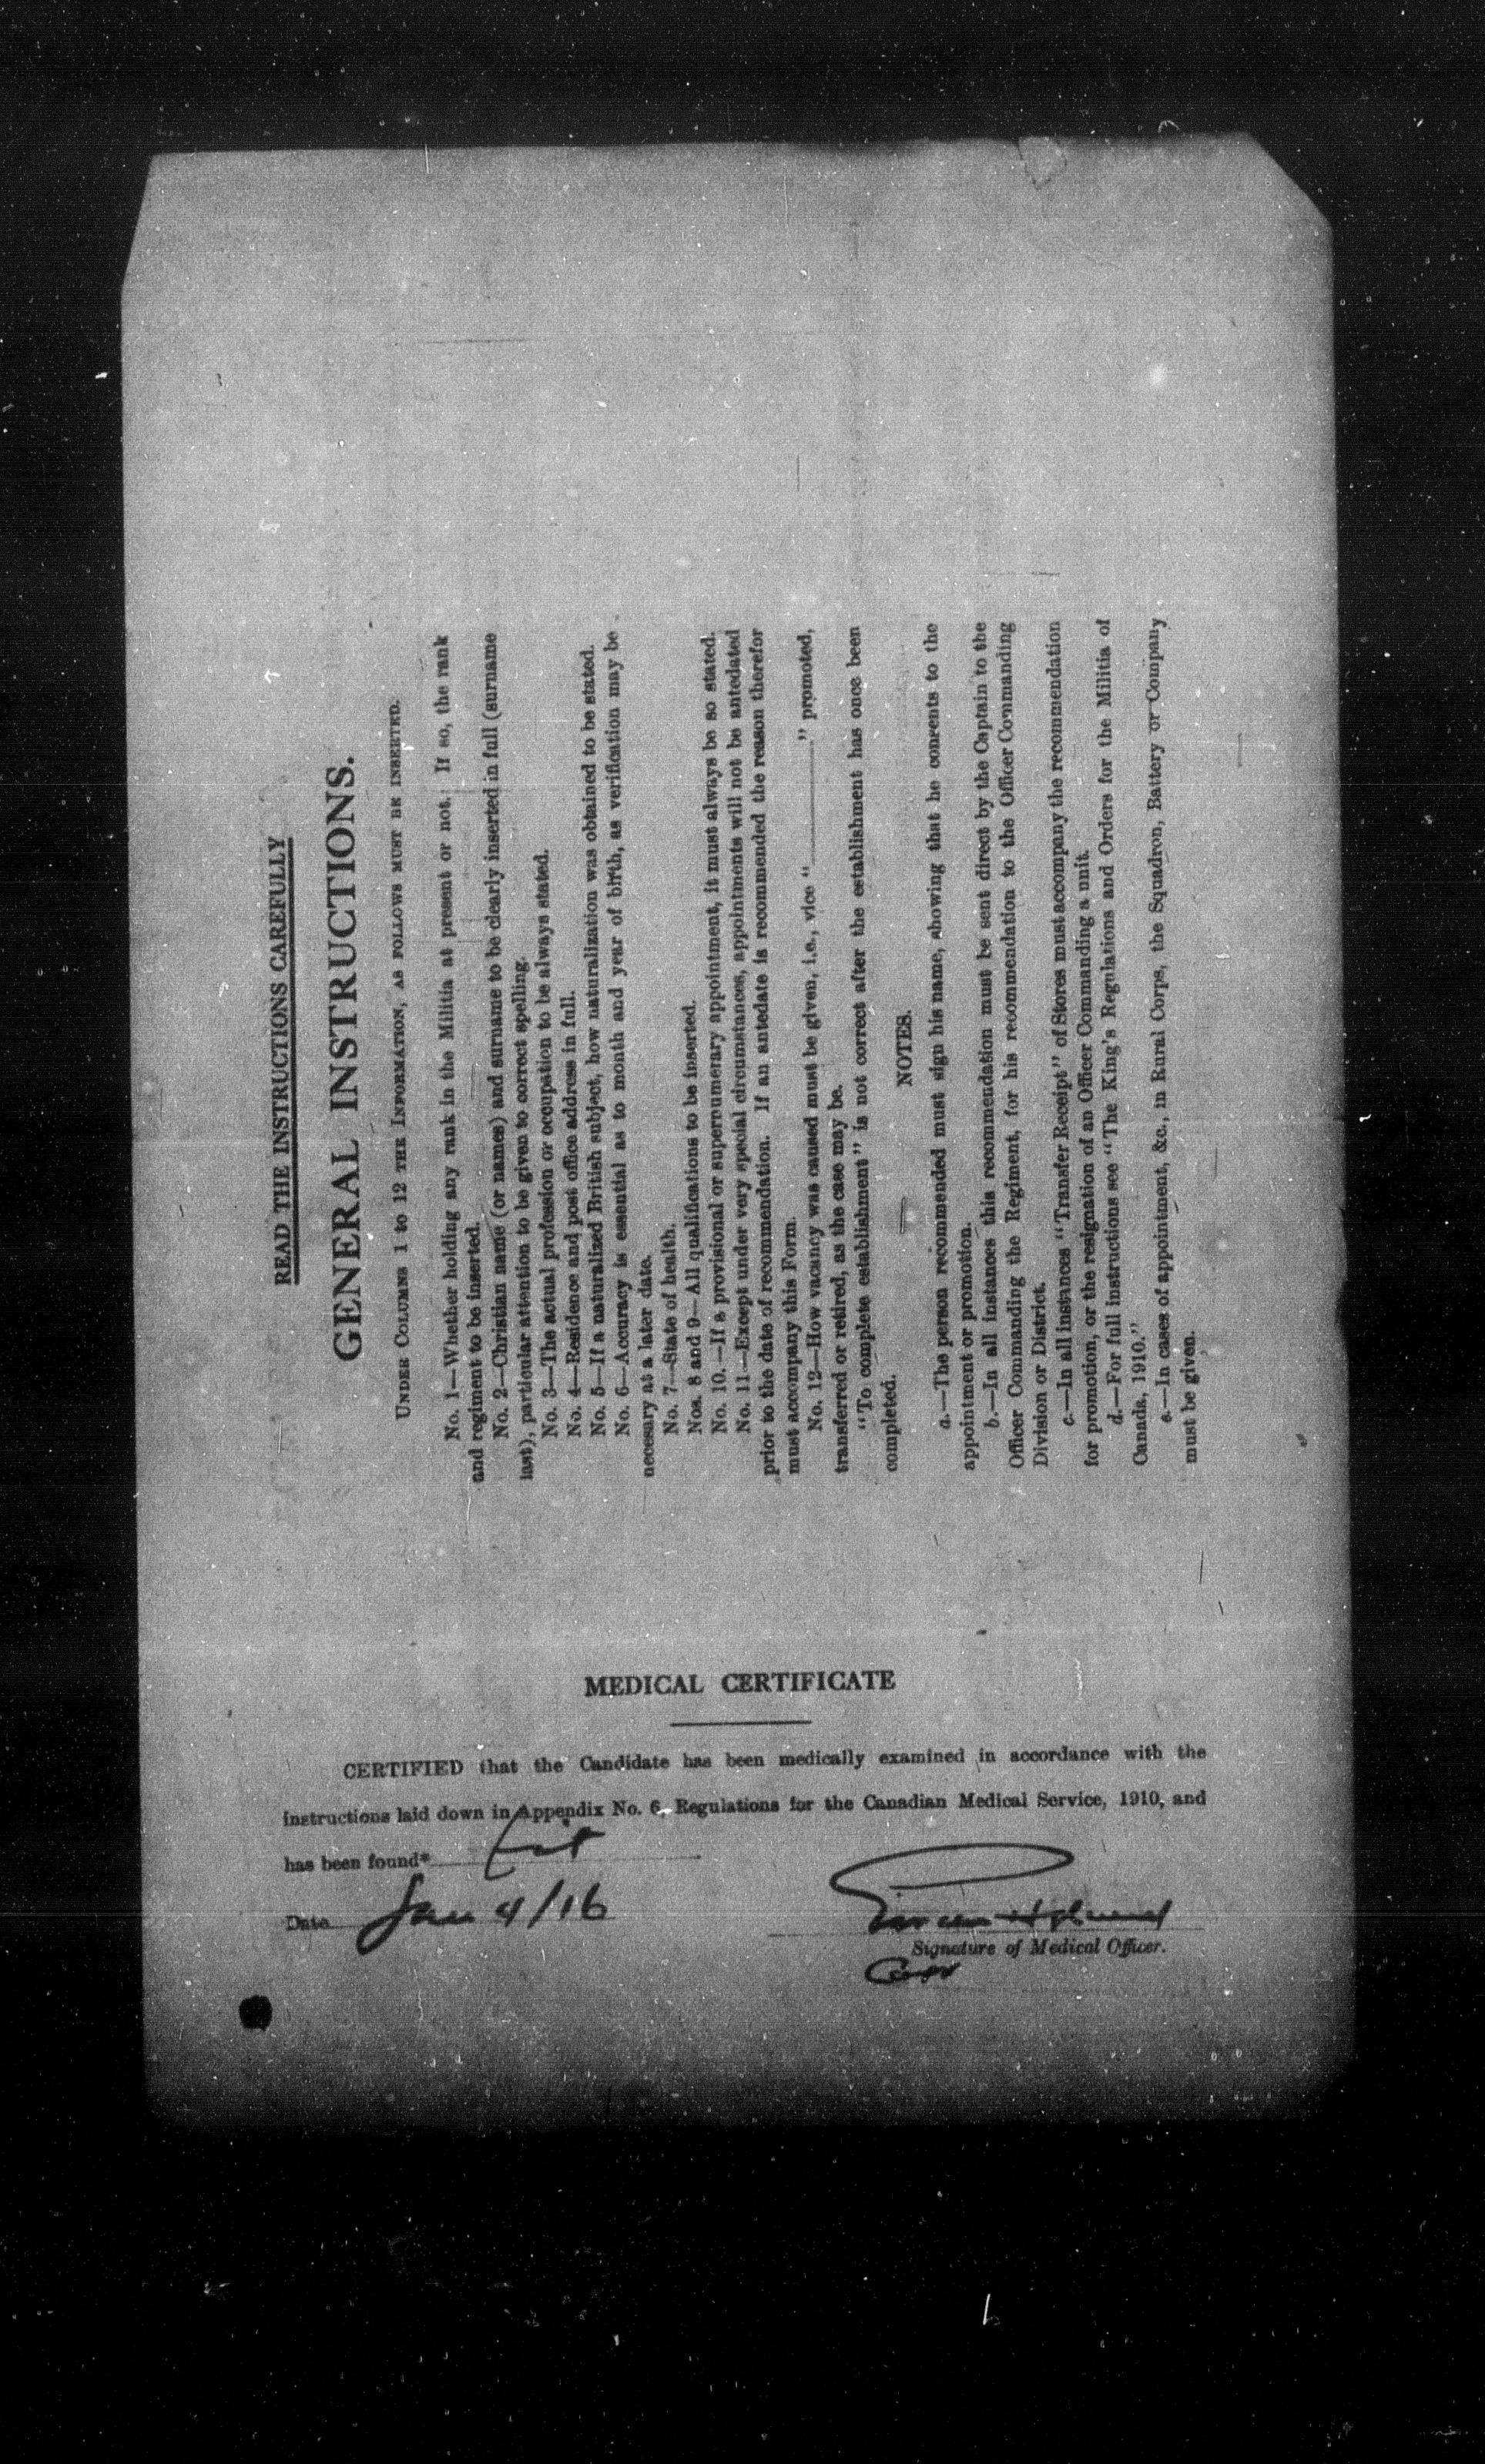 READ THE INSTRUCTIONS CAREFULLY
GENERAL INSTRUCTIONS.
UNDER COLUMNS 1 to 12 THE INFORMATION, AS FOLLOWS MUST BE INSERTED.
No. 1—Whether holding any rank in the Militia at present or not. If so, the rank
and regiment to be inserted.
No. 2—Christian name (or names) and surname to be clearly inserted in full (surname
last), particular attention to be given to correct spelling.
No. 3—The actual profession or occupation to be always stated.
No. 4—Residence and post office address in full.
No. 5—If a naturalized British subject, how naturalization was obtained to be stated.
No. 6—Accuracy is essential as to month and year of birth, as verification may be
necesary at a later date.
No. 7—State of health.
Nos. 8 and 9—All qualifications to be inserted.
No. 10.—If a provisional or supernumerary appointment, it must always be so stated.
No. 11—Except under very special circumstances, appointments will not be antedated
prior to the date of recommendation. If an antedate is recommended the reason therefor
must accompany this Form.
No. 12—How vacancy was caused must be given, i.e., vice "______" promoted,
transferred or retired, as the case may be.
"To complete establishment" is not correct after the establishment has once been
completed.
NOTES.
a.—The person recommended must sign his name, showing that he consents to the
appointment or promotion.
b.—In all instances this recommendation must be sent direct by the Captain to the
Officer Commanding the Regiment, for his recommendation to the Officer Commanding
Division or District.
c.—In all instances "Transfer Receipt" of Stores must accompany the recommendation
for promotion, or the resignation of an Officer Commanding a unit.
d.—For full instructions see "The King's Regulations and Orders for the Militia of
Canada, 1910."
e.—In cases of appointment, &c., in Rural Corps, the Squadron, Battery or Company
must be given.
MEDICAL CERTIFICATE
CERTIFIED that the Candidate has been medically examined in accordance with the
instructions laid down in Appendix No. 6, Regulations for the Canadian Medical Service, 1910, and
has been found* fit
Date Jan 4/16
Signature of Medical Officer.